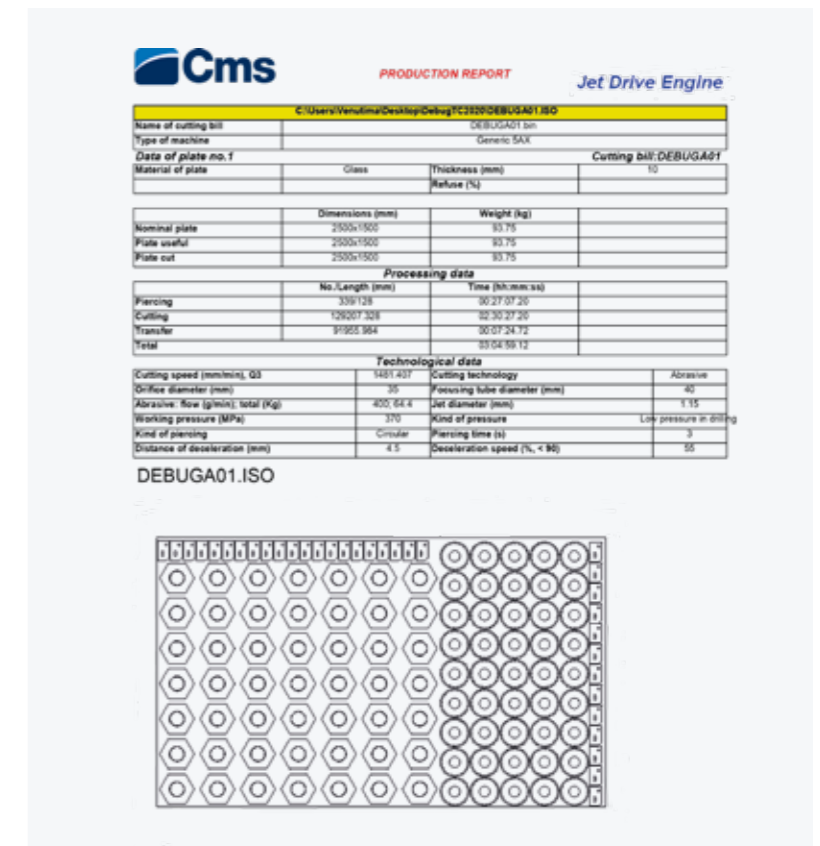 Cms
PRODUCTION REPORT
Jet Drive Engine
C:\Users\Venutima\Desktop\DebugTC2020\DEBUGA01.ISO
Name of cutting bill DEBUGA01.bin
Type of machine Generic 5AX
Data of plate no.1 Cutting bill:DEBUGA01
Material of plate Glass Thickness (mm) 10
Refuse (%)
Dimensions (mm) Weight (kg)
Nominal plate 2500x1500 93.75
Plate useful 2500x1500 93.75
Plate cut 2500x1500 93.75
Processing data
No./Length (mm) Time (hh:mm:ss)
Piercing 339/128 00:27:07.20
Cutting 129207.328 02:30:27.20
Transfer 91955.984 00:07:24.72
Total 03:04:59.12
Technological data
Cutting speed (mm/min), Q3 1481.407 Cutting technology Abrasive
Orifice diameter (mm) 35 Focusing tube diameter (mm) 40
Abrasive: flow (g/min); total (Kg) 400; 64.4 Jet diameter (mm) 1.15
Working pressure (MPa) 370 Kind of pressure Low pressure in drilling
Kind of piercing Circular Piercing time (s) 3
Distance of deceleration (mm) 4.5 Deceleration speed (%, < 90) 55
DEBUGA01.ISO